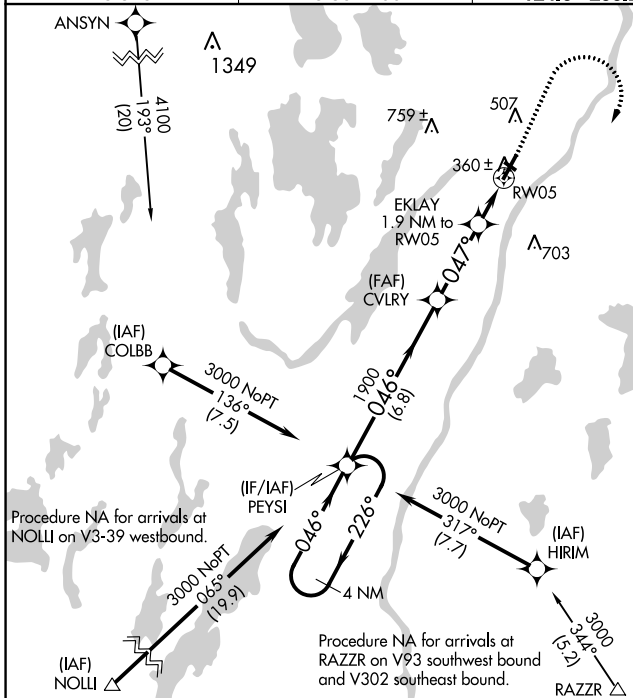 ANSYN
1349
4100
193°
(20)
759 ±
507
360 ±
RW05
EKLAY
1.9 NM to
RW05
703
047°
(FAF)
CVLRY
(IAF)
COLBB
3000 NoPT
136°
(7.5)
1900
046°
(6.8)
(IF/IAF)
PEYSI
Procedure NA for arrivals at
NOLLI on V3-39 westbound.
046°
226°
3000 NoPT
317°
(7.7)
(IAF)
HIRIM
3000 NoPT
065°
(19.9)
4 NM
3000
344°
(5.2)
Procedure NA for arrivals at
RAZZR on V93 southwest bound
and V302 southeast bound.
(IAF)
NOLLI
RAZZR